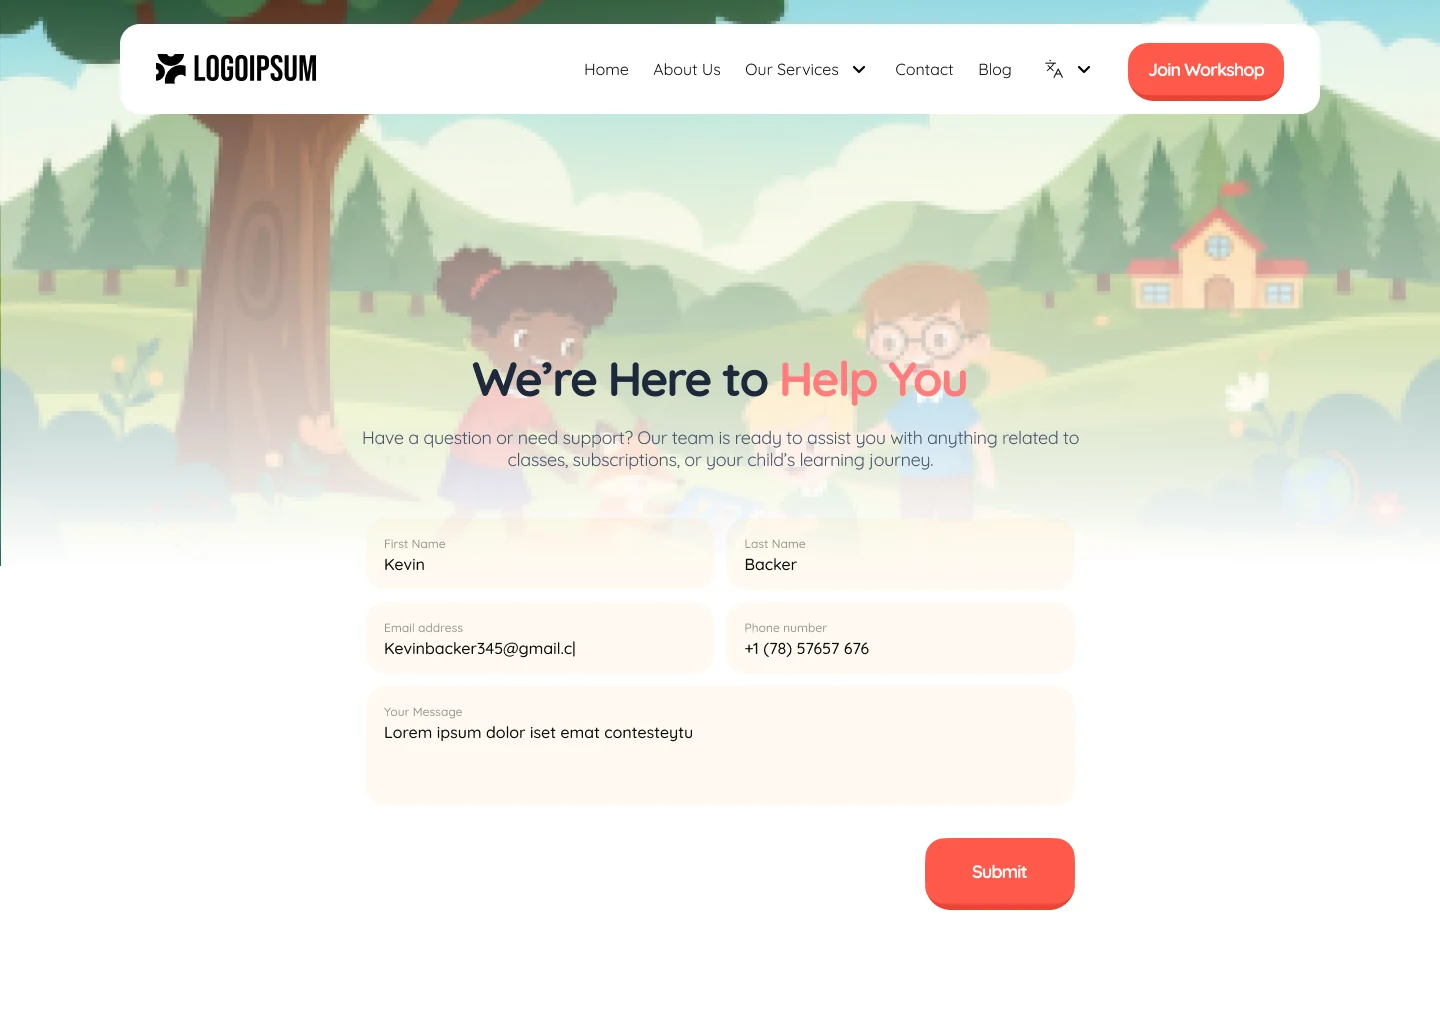 LOGOIPSUM
Home About Us Our Services Contact Blog Join Workshop
We’re Here to Help You
Have a question or need support? Our team is ready to assist you with anything related to
classes, subscriptions, or your child’s learning journey.
First Name
Kevin
Last Name
Backer
Email address
Kevinbacker345@gmail.c|
Phone number
+1 (78) 57657 676
Your Message
Lorem ipsum dolor iset emat contesteytu
Submit